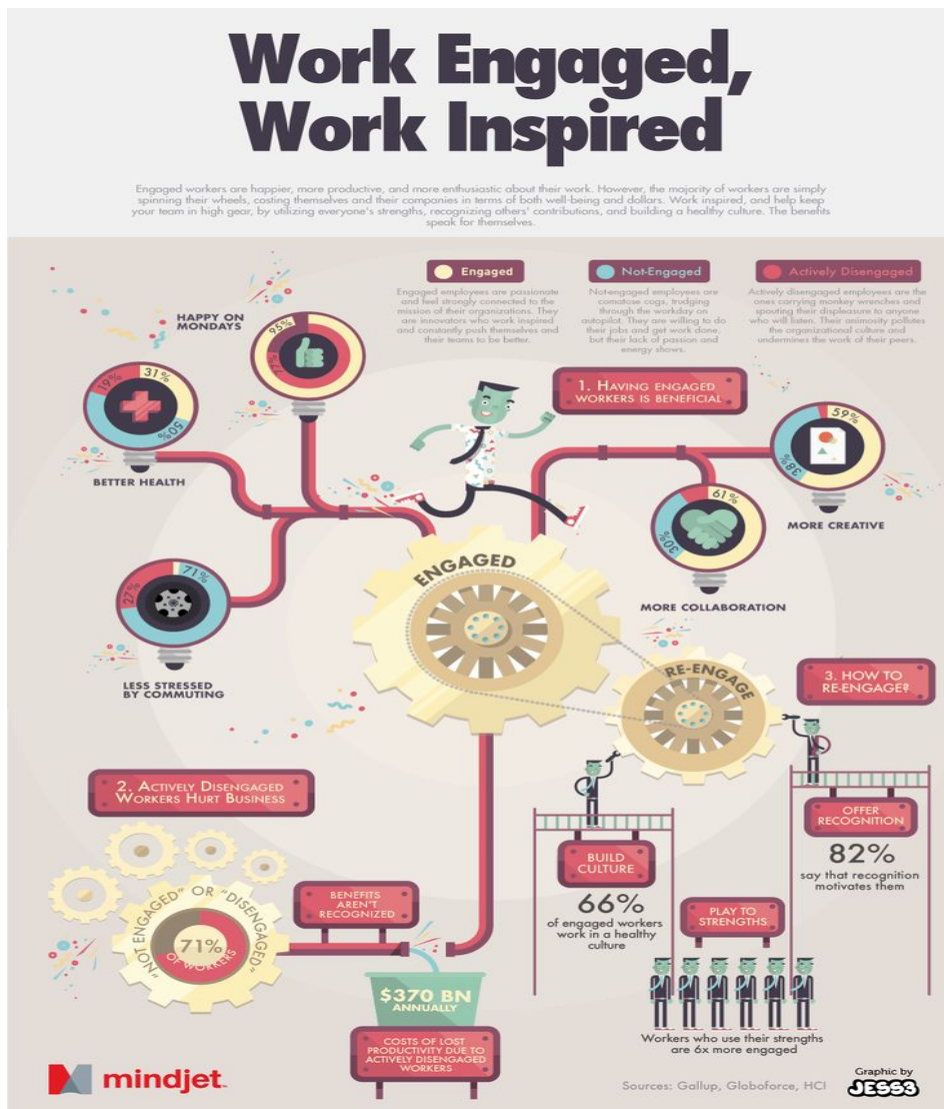 Work Engaged,
Work Inspired
Engaged workers are happier, more productive, and more enthusiastic about their work. However, the majority of workers are simply
spinning their wheels, costing themselves and their companies in terms of both well-being and dollars. Work inspired, and help keep
your team in high gear, by utilizing everyone's strengths, recognizing others' contributions, and building a healthy culture. The benefits
speak for themselves.
Engaged
Engaged employees are passionate
and feel strongly connected to the
mission of their organizations. They
are innovators who work inspired
and constantly push themselves and
their teams to be better.
Not-Engaged
Not-engaged employees are
comatose cogs, trudging
through the workday on
autopilot. They are willing to do
their jobs and get work done,
but their lack of passion and
energy shows.
Actively Disengaged
Actively disengaged employees are the
ones carrying monkey wrenches and
spouting their displeasure to anyone
who will listen. Their animosity pollutes
the organizational culture and
undermines the work of their peers.
HAPPY ON
MONDAYS
95%
19%
31%
50%
BETTER HEALTH
1. HAVING ENGAGED
WORKERS IS BENEFICIAL
59%
38%
MORE CREATIVE
61%
30%
MORE COLLABORATION
71%
27%
LESS STRESSED
BY COMMUTING
ENGAGED
RE-ENGAGE
3. HOW TO
RE-ENGAGE?
2. ACTIVELY DISENGAGED
WORKERS HURT BUSINESS
"NOT ENGAGED" OR "DISENGAGED"
71%
OF WORKERS
BENEFITS
AREN'T
RECOGNIZED
$370 BN
ANNUALLY
COSTS OF LOST
PRODUCTIVITY DUE TO
ACTIVELY DISENGAGED
WORKERS
BUILD
CULTURE
66%
of engaged workers
work in a healthy
culture
OFFER
RECOGNITION
82%
say that recognition
motivates them
PLAY TO
STRENGTHS
Workers who use their strengths
are 6x more engaged
mindjet
Sources: Gallup, Globoforce, HCI
Graphic by
JESS3